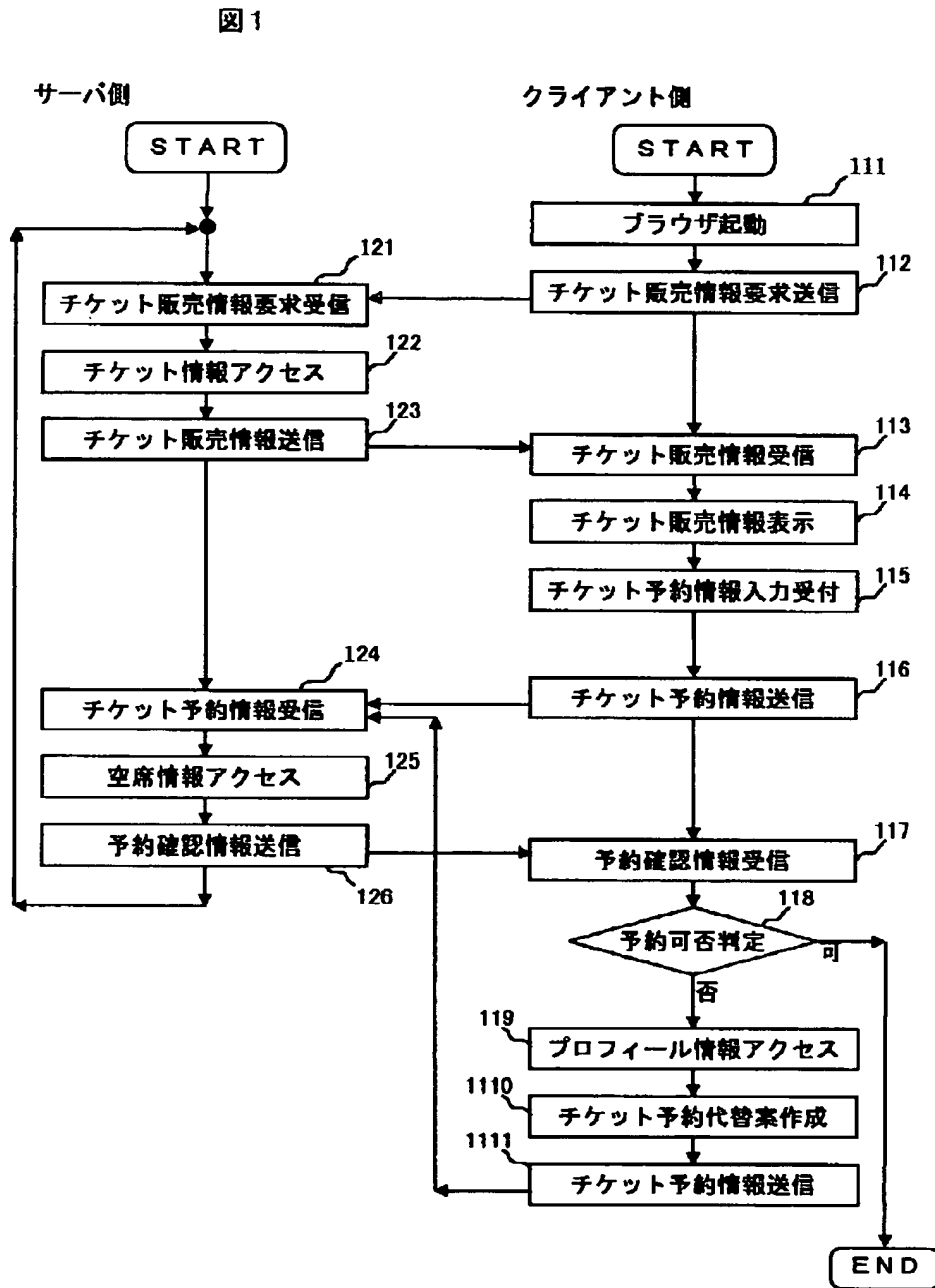 図1
サーバ側
クライアント側
START
START
111
ブラウザ起動
121
112
チケット販売情報要求受信
チケット販売情報要求送信
122
チケット情報アクセス
123
チケット販売情報送信
113
チケット販売情報受信
114
チケット販売情報表示
115
チケット予約情報入力受付
124
116
チケット予約情報受信
チケット予約情報送信
125
空席情報アクセス
予約確認情報送信
126
117
予約確認情報受信
118
予約可否判定
可
否
119
プロフィール情報アクセス
1110
チケット予約代替案作成
1111
チケット予約情報送信
END